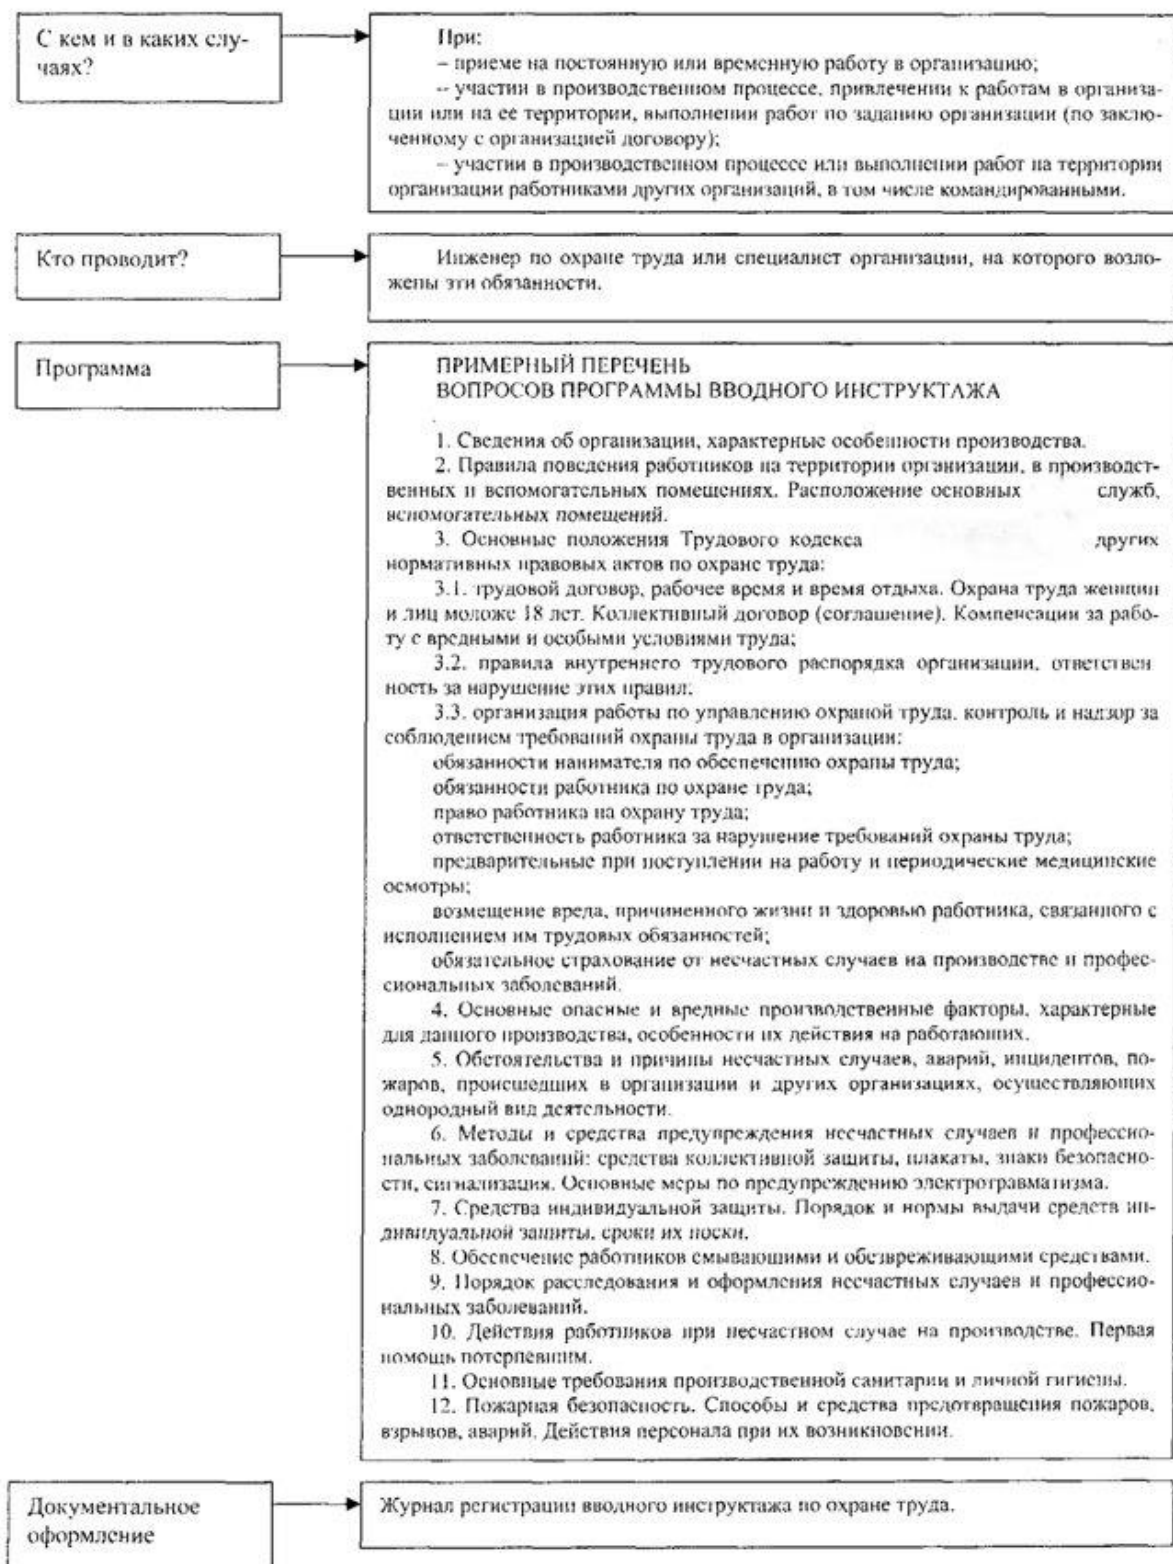 С кем и в каких слу-
чаях?
При:
– приеме на постоянную или временную работу в организацию;
– участии в производственном процессе, привлечении к работам в организа-
ции или на ее территории, выполнении работ по заданию организации (по заклю-
ченному с организацией договору);
– участии в производственном процессе или выполнении работ на территории
организации работниками других организаций, в том числе командированными.
Кто проводит?
Инженер по охране труда или специалист организации, на которого возло-
жены эти обязанности.
Программа
ПРИМЕРНЫЙ ПЕРЕЧЕНЬ
ВОПРОСОВ ПРОГРАММЫ ВВОДНОГО ИНСТРУКТАЖА
1. Сведения об организации, характерные особенности производства.
2. Правила поведения работников на территории организации, в производст-
венных и вспомогательных помещениях. Расположение основных служб,
вспомогательных помещений.
3. Основные положения Трудового кодекса других
нормативных правовых актов по охране труда:
3.1. трудовой договор, рабочее время и время отдыха. Охрана труда женщин
и лиц моложе 18 лет. Коллективный договор (соглашение). Компенсации за рабо-
ту с вредными и особыми условиями труда;
3.2. правила внутреннего трудового распорядка организации, ответствен
ность за нарушение этих правил;
3.3. организация работы по управлению охраной труда, контроль и надзор за
соблюдением требований охраны труда в организации:
обязанности нанимателя по обеспечению охраны труда;
обязанности работника по охране труда;
право работника на охрану труда;
ответственность работника за нарушение требований охраны труда;
предварительные при поступлении на работу и периодические медицинские
осмотры;
возмещение вреда, причиненного жизни и здоровью работника, связанного с
исполнением им трудовых обязанностей;
обязательное страхование от несчастных случаев на производстве и профес-
сиональных заболеваний.
4. Основные опасные и вредные производственные факторы, характерные
для данного производства, особенности их действия на работающих.
5. Обстоятельства и причины несчастных случаев, аварий, инцидентов, по-
жаров, происшедших в организации и других организациях, осуществляющих
однородный вид деятельности.
6. Методы и средства предупреждения несчастных случаев и профессио-
нальных заболеваний: средства коллективной защиты, плакаты, знаки безопасно-
сти, сигнализация. Основные меры по предупреждению электротравматизма.
7. Средства индивидуальной защиты. Порядок и нормы выдачи средств ин-
дивидуальной защиты, сроки их носки.
8. Обеспечение работников смывающими и обезвреживающими средствами.
9. Порядок расследования и оформления несчастных случаев и профессио-
нальных заболеваний.
10. Действия работников при несчастном случае на производстве. Первая
помощь потерпевшим.
11. Основные требования производственной санитарии и личной гигиены.
12. Пожарная безопасность. Способы и средства предотвращения пожаров,
взрывов, аварий. Действия персонала при их возникновении.
Документальное
оформление
Журнал регистрации вводного инструктажа по охране труда.